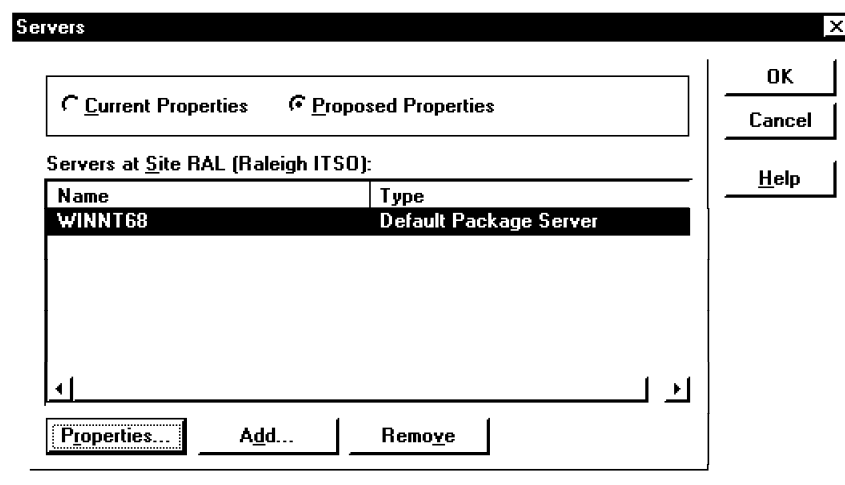 Servers
Current Properties
Proposed Properties
OK
Cancel
Help
Servers at Site RAL (Raleigh ITSO):
Name Type
WINNT68 Default Package Server
Properties... Add... Remove